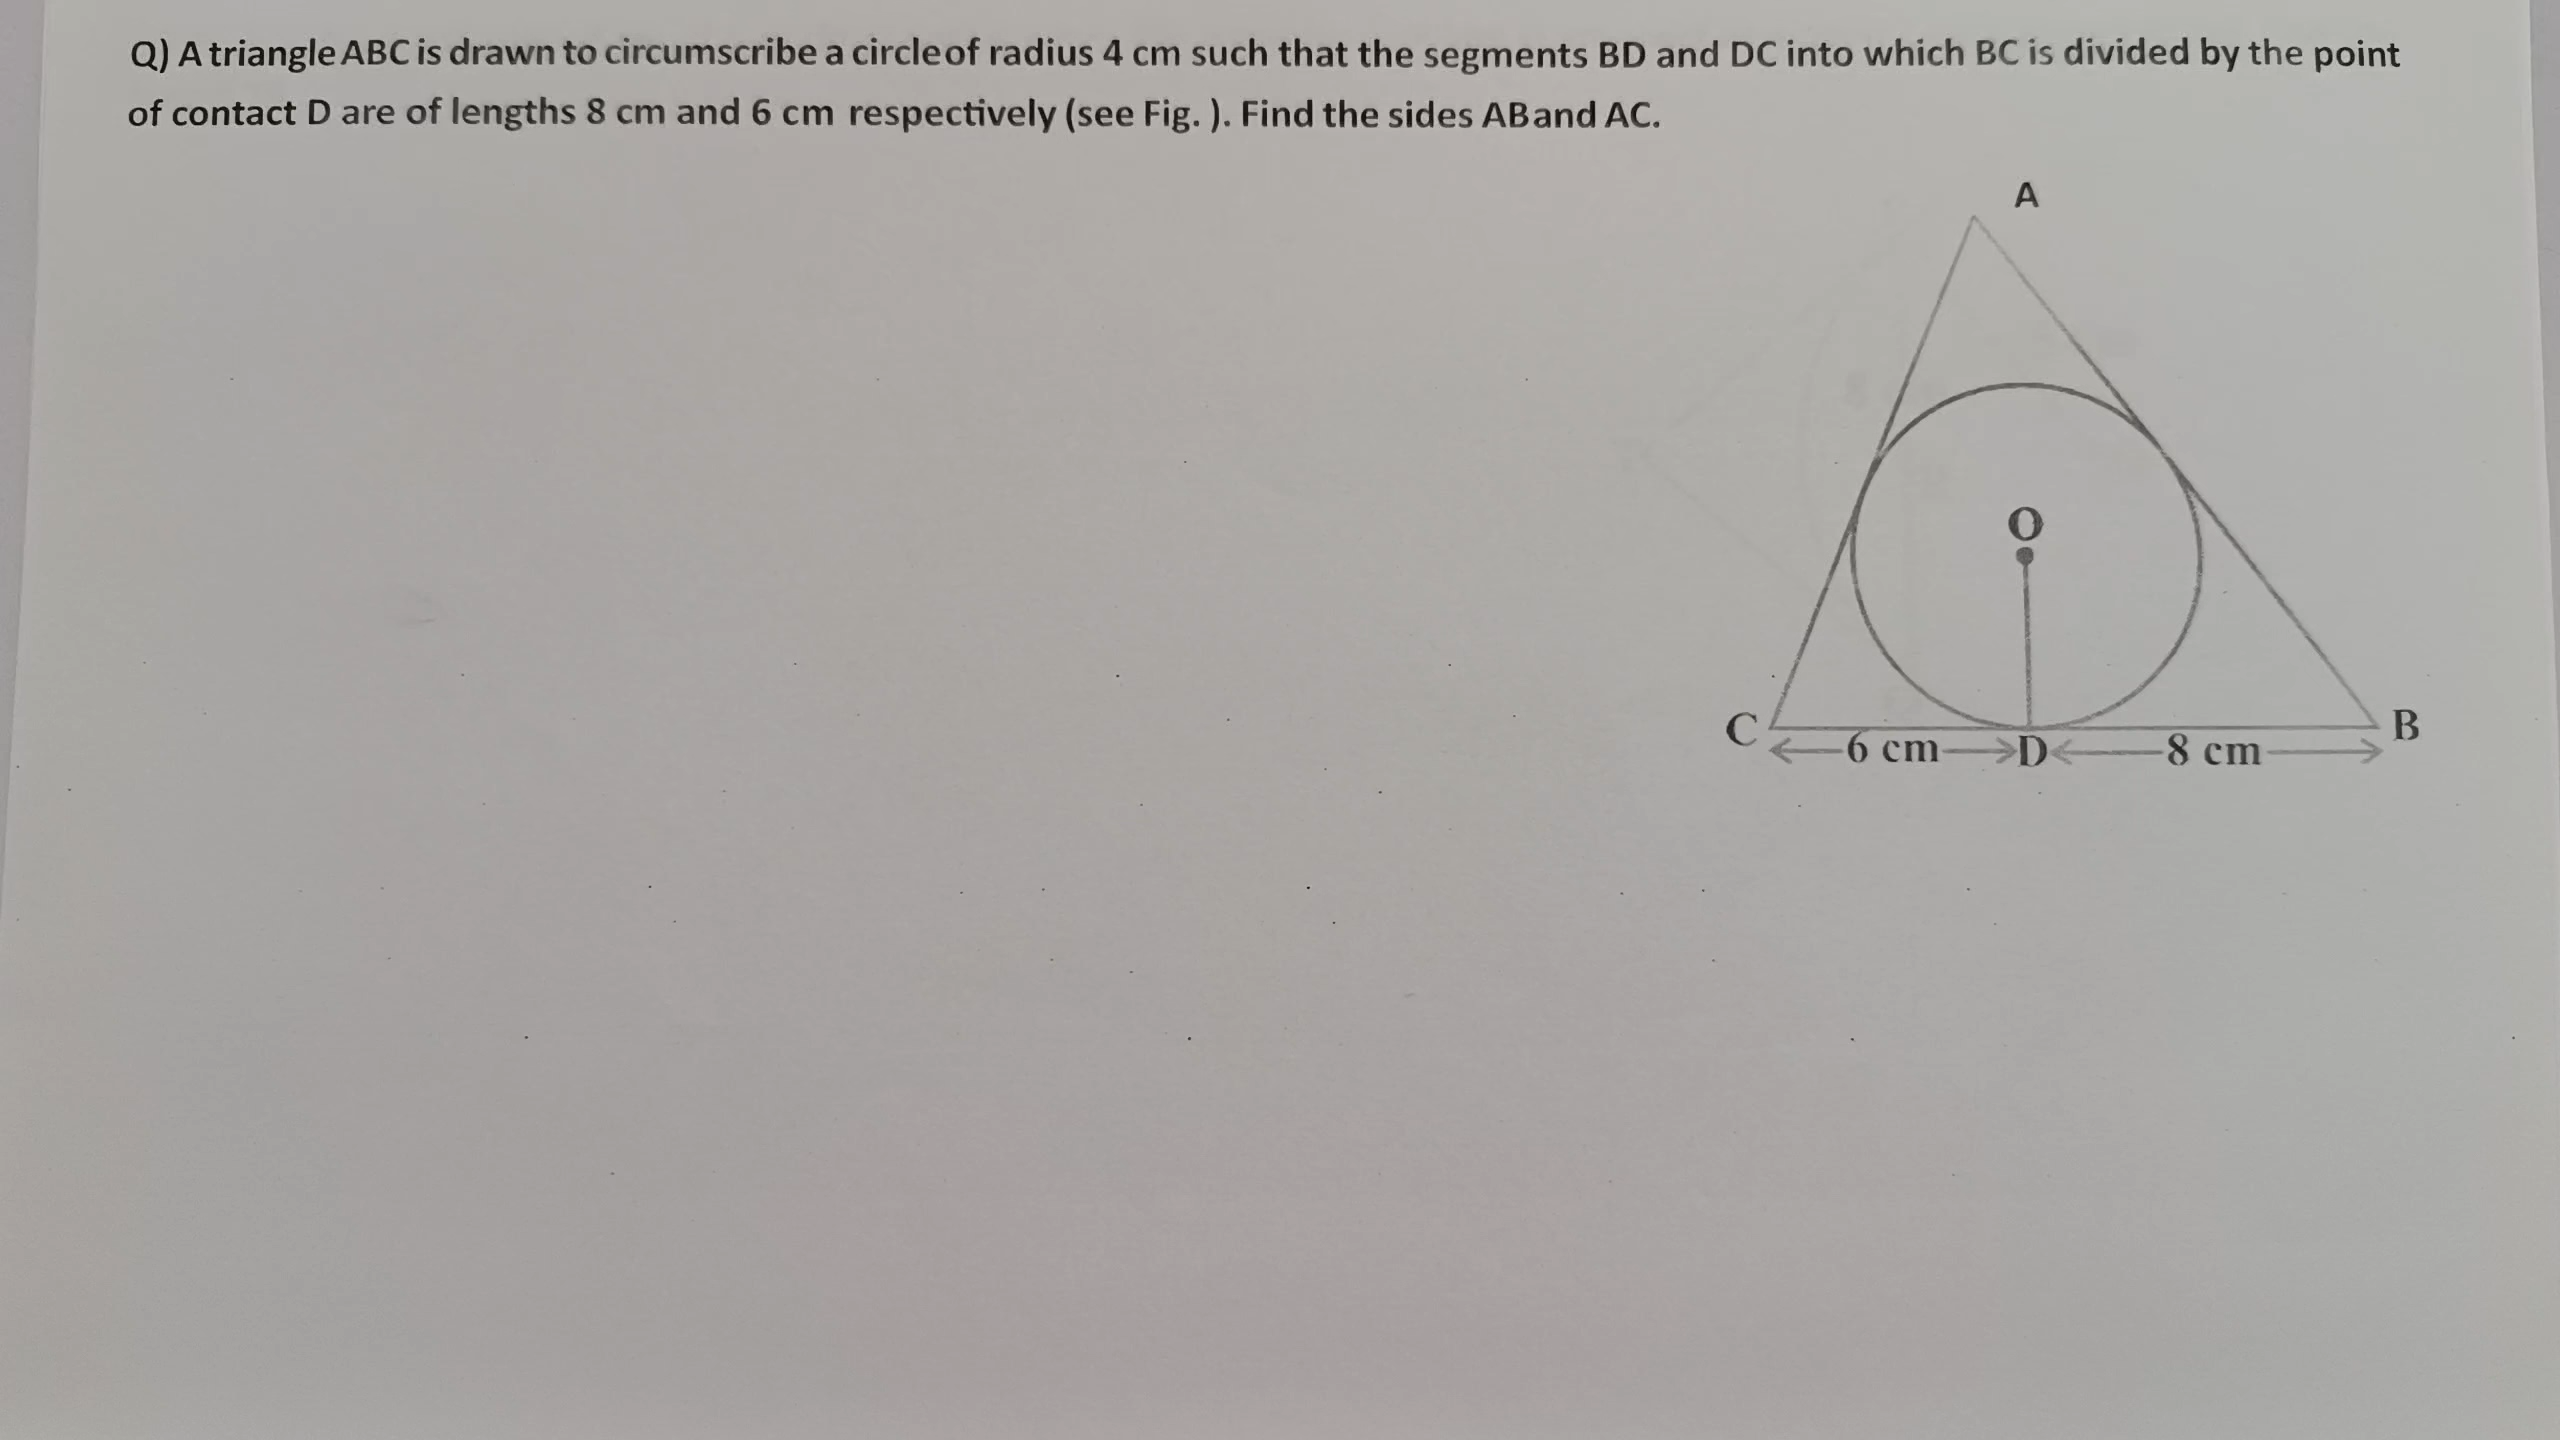 Q) A triangle ABC is drawn to circumscribe a circle of radius 4 cm such that the segments BD and DC into which BC is divided by the point
of contact D are of lengths 8 cm and 6 cm respectively (see Fig. ). Find the sides AB and AC.
A
O
C
B
6 cm D 8 cm